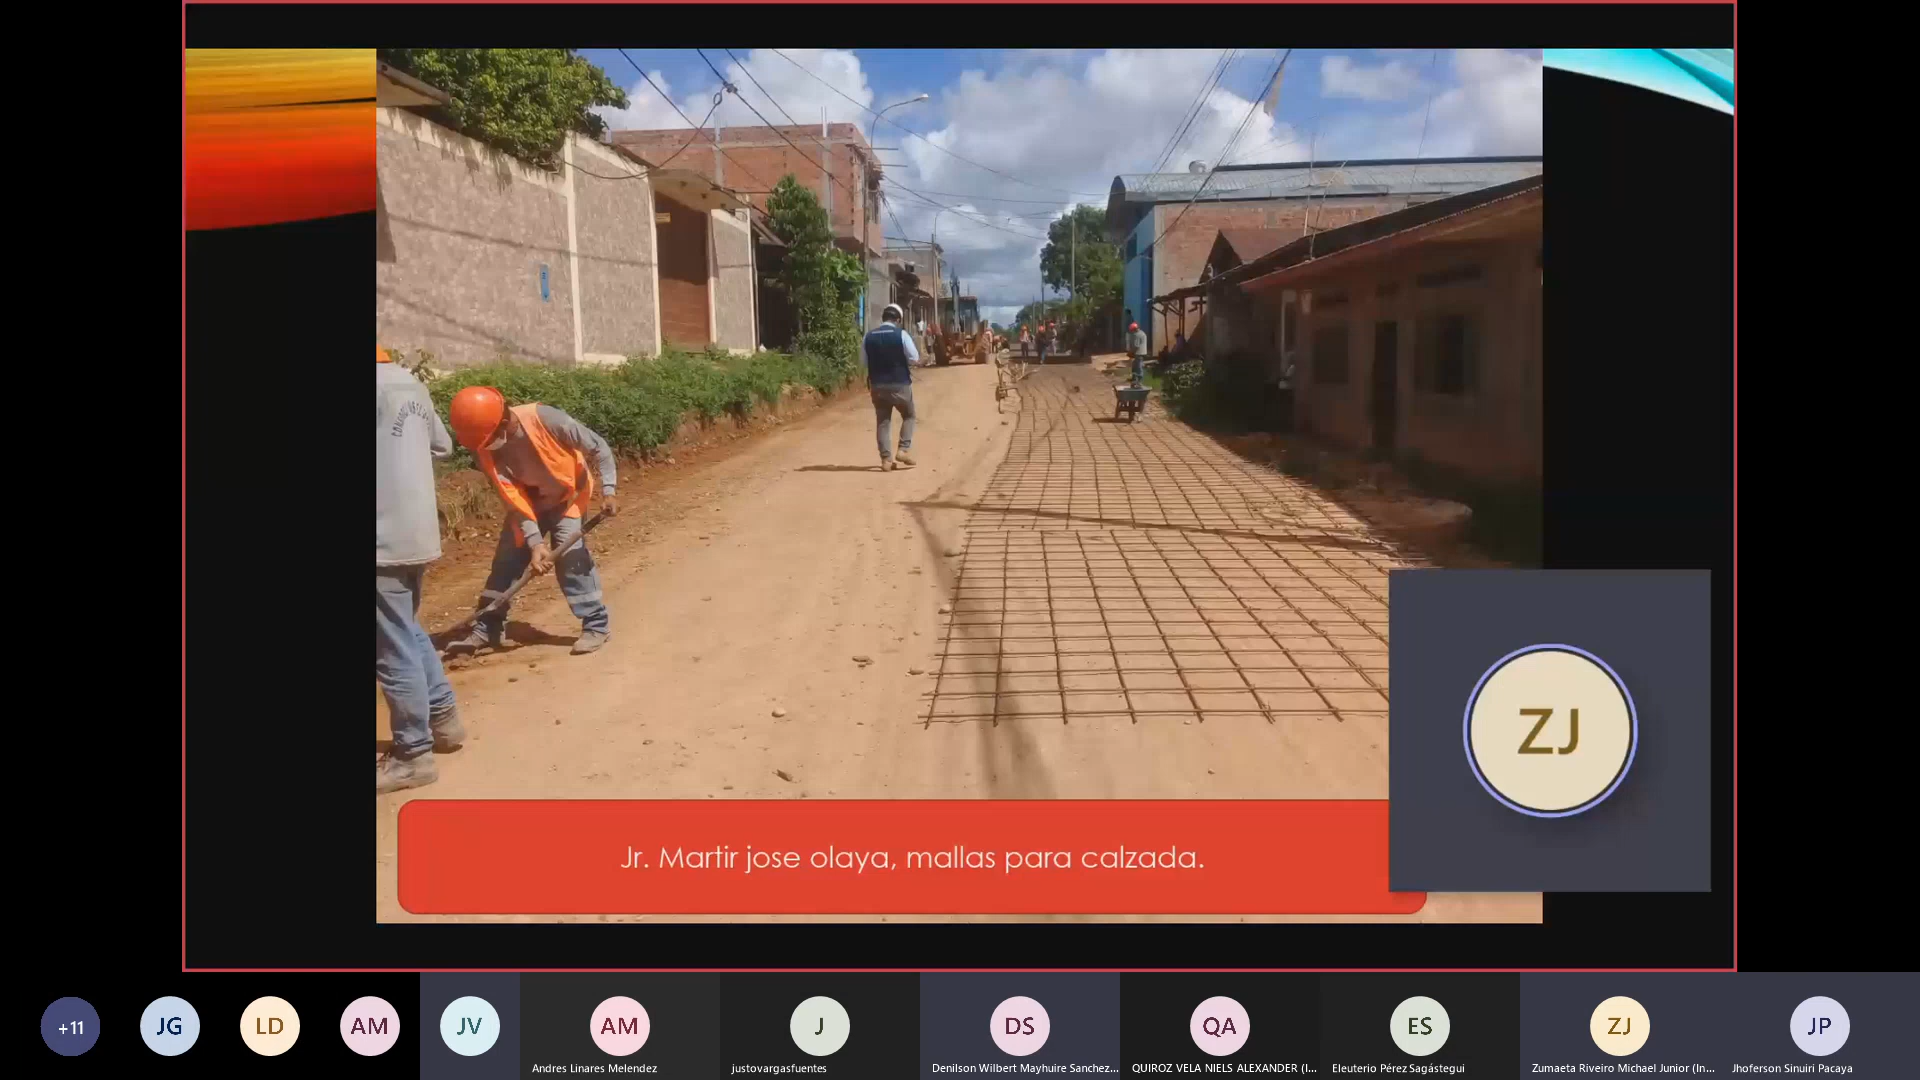 Jr. Martir jose olaya, mallas para calzada.
ZJ
+11
JG
LD
AM
JV
AM
J
DS
QA
ES
ZJ
JP
Andres Linares Melendez
justovargasfuentes
Denilson Wilbert Mayhuire Sanchez...
QUIROZ VELA NIELS ALEXANDER (I...
Eleuterio Pérez Sagástegui
Zumaeta Riveiro Michael Junior (In...
Jhoferson Sinuiri Pacaya